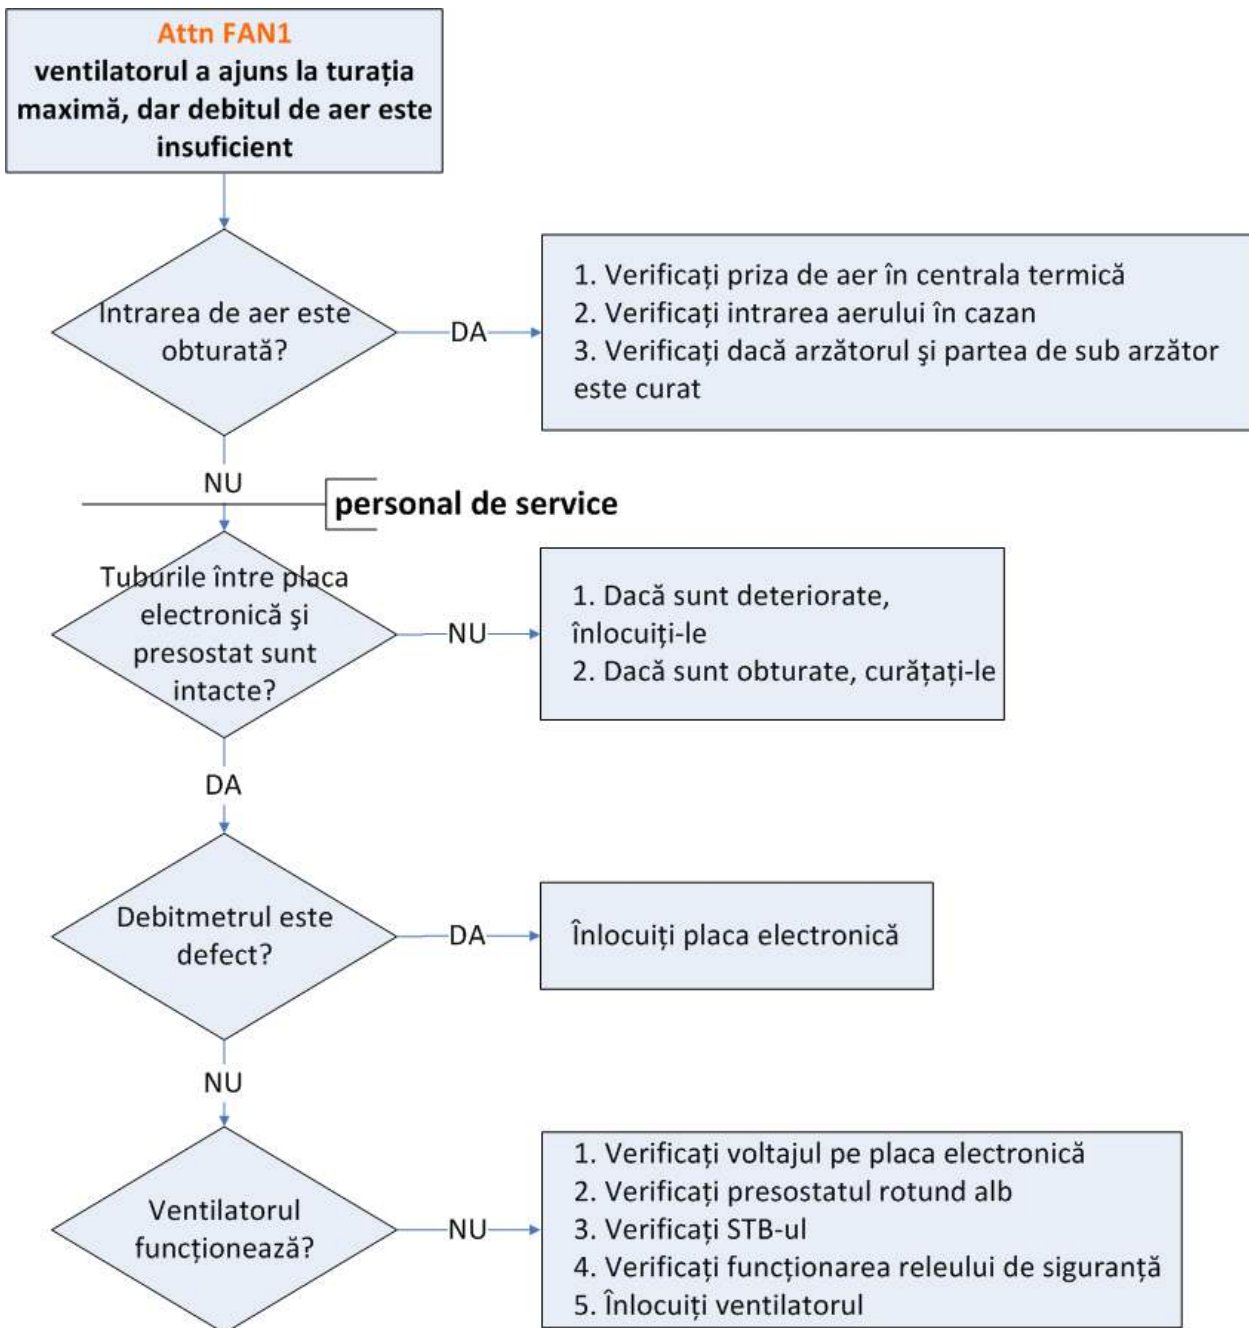 Attn FAN1
ventilatorul a ajuns la turația
maximă, dar debitul de aer este
insuficient
Intrarea de aer este
obturată?
DA
1. Verificați priza de aer în centrala termică
2. Verificați intrarea aerului în cazan
3. Verificați dacă arzătorul şi partea de sub arzător
este curat
NU
personal de service
Tuburile între placa
electronică şi
presostat sunt
intacte?
NU
1. Dacă sunt deteriorate,
înlocuiți-le
2. Dacă sunt obturate, curățați-le
DA
Debitmetrul este
defect?
DA
Înlocuiți placa electronică
NU
Ventilatorul
funcționează?
NU
1. Verificați voltajul pe placa electronică
2. Verificați presostatul rotund alb
3. Verificați STB-ul
4. Verificați funcționarea releului de siguranță
5. Înlocuiți ventilatorul